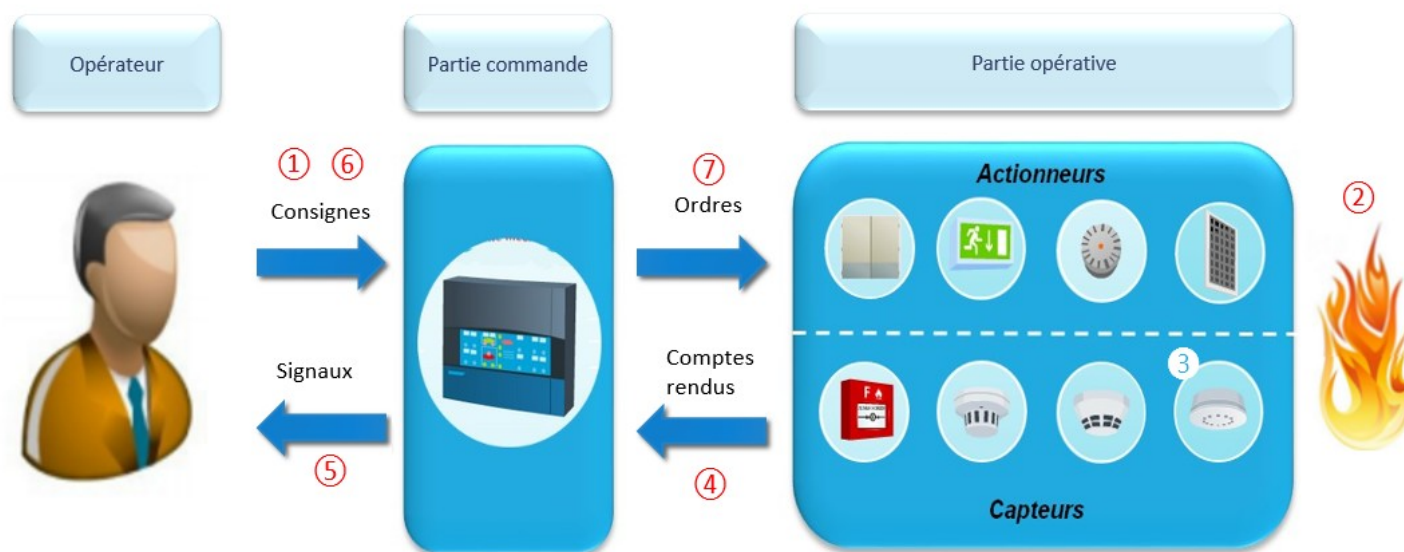 Opérateur
Partie commande
Partie opérative
① ⑥
Consignes
⑦
Ordres
Actionneurs
②
Signaux
⑤
Comptes
rendus
④
③
F
Capteurs